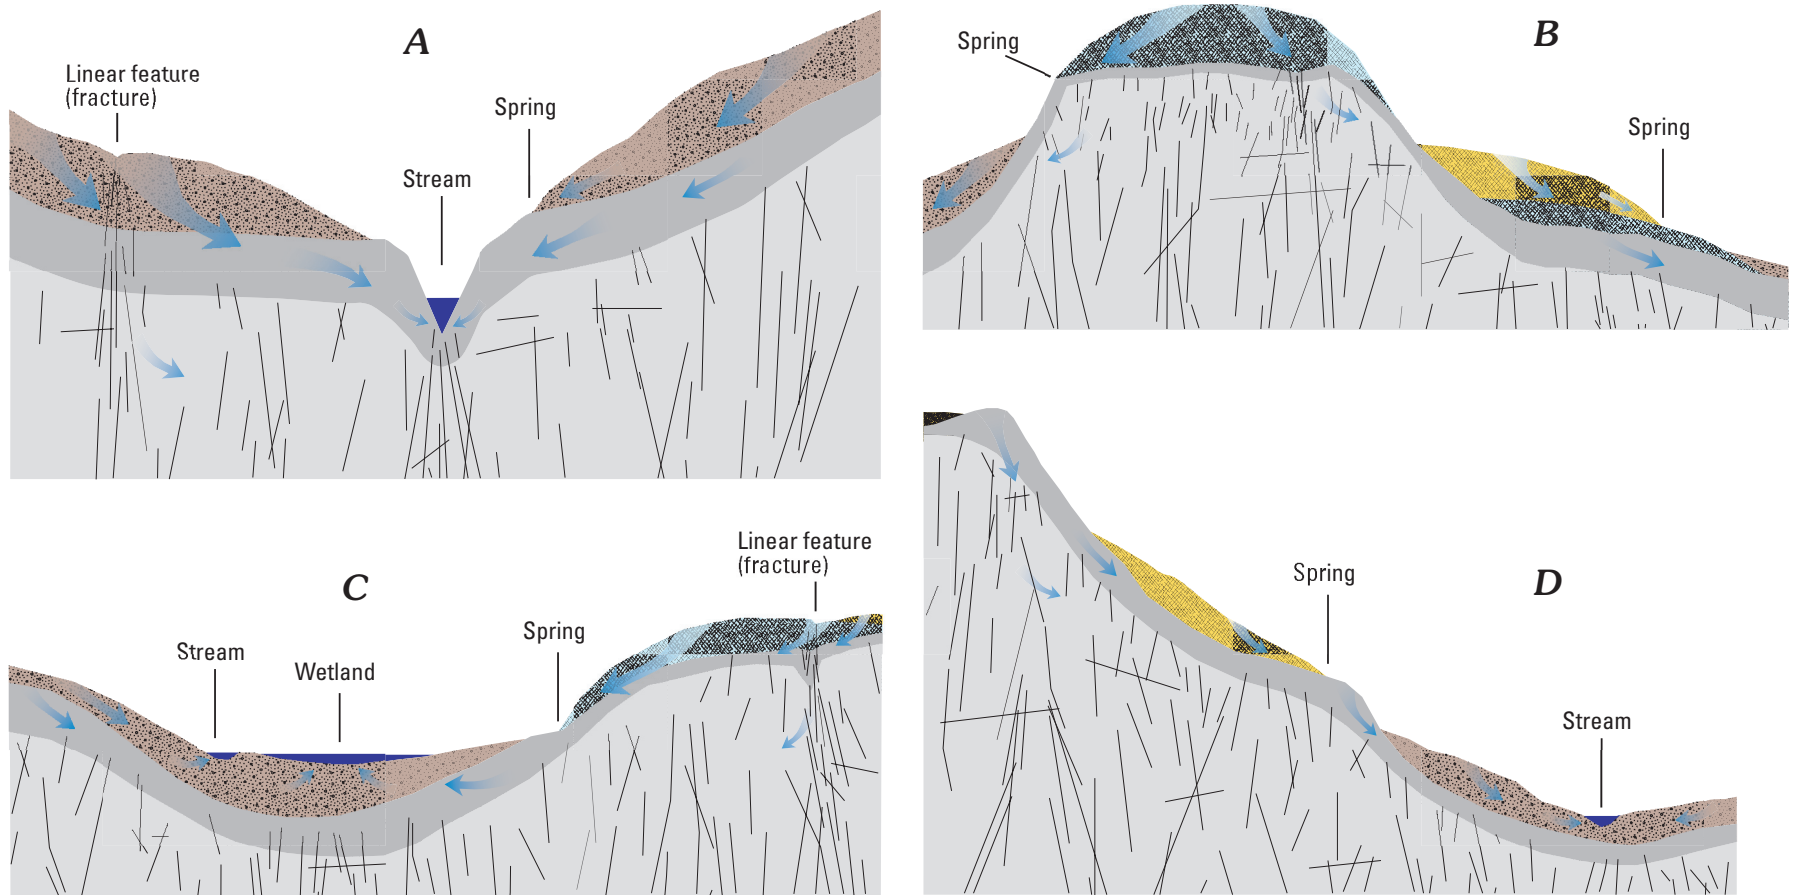 A
Linear feature
(fracture)
Spring
Stream
B
Spring
Spring
C
Linear feature
(fracture)
Spring
Stream
Wetland
D
Spring
Stream